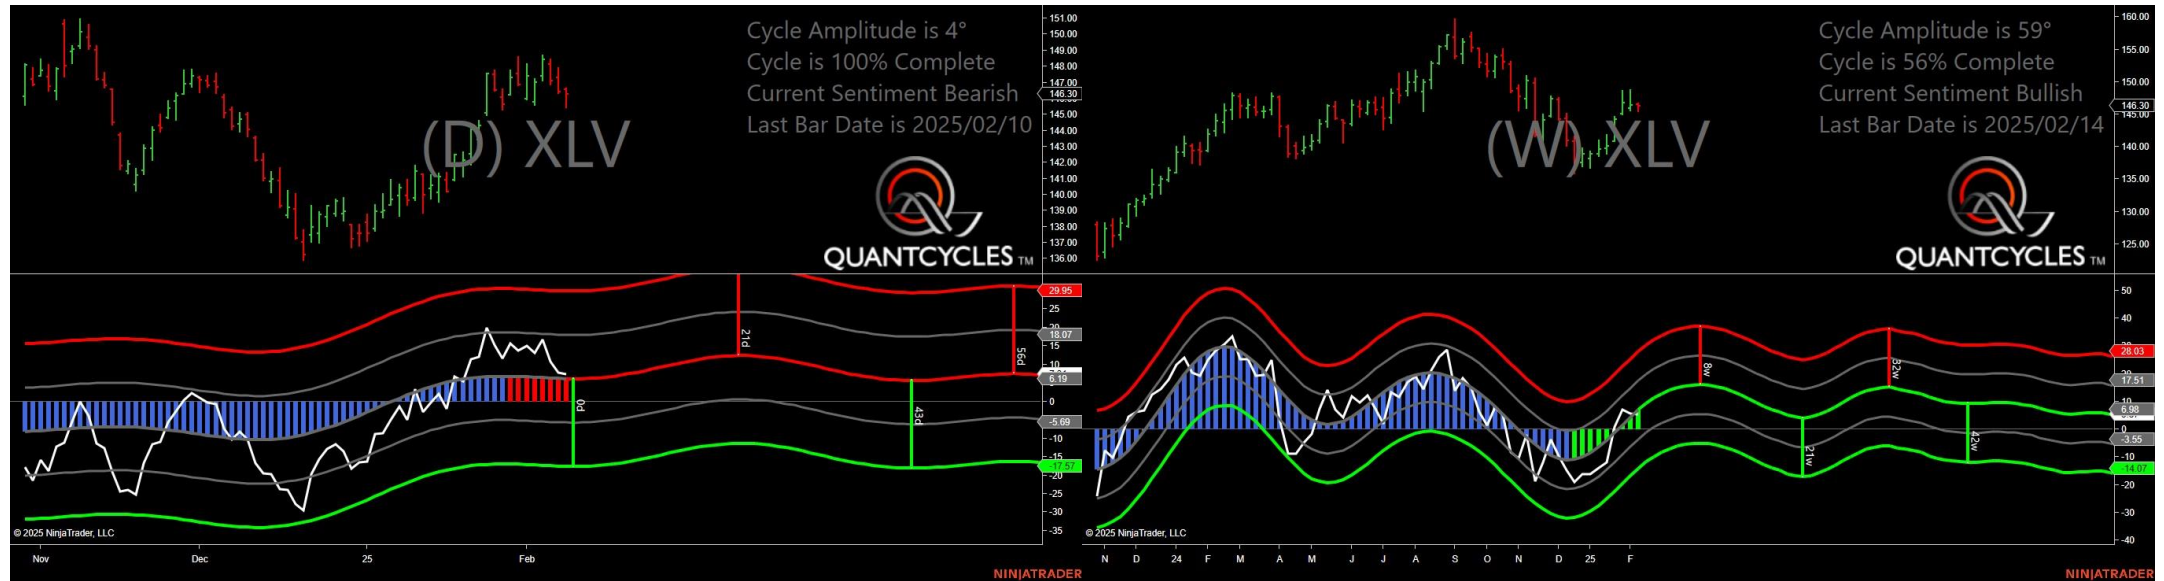 Cycle Amplitude is 4°
Cycle is 100% Complete
Current Sentiment Bearish
Last Bar Date is 2025/02/10
(D) XLV
QUANTCYCLES TM
151.00
150.00
149.00
148.00
147.00
146.30
145.00
144.00
143.00
142.00
141.00
140.00
139.00
138.00
137.00
136.00
29.95
25
18.07
15
10
6.19
0
-5.69
-10
-15
-17.57
-20
-25
-30
-35
0d
21d
43d
56d
© 2025 NinjaTrader, LLC
Nov
Dec
25
Feb
NINJATRADER
Cycle Amplitude is 59°
Cycle is 56% Complete
Current Sentiment Bullish
Last Bar Date is 2025/02/14
(W) XLV
QUANTCYCLES TM
160.00
155.00
150.00
146.30
145.00
140.00
135.00
130.00
125.00
50
40
28.03
17.51
10
6.98
0
-3.55
-10
-14.07
-20
-30
-40
8w
21w
32w
42w
© 2025 NinjaTrader, LLC
N D 24 F M A M J J A S O N D 25 F
NINJATRADER